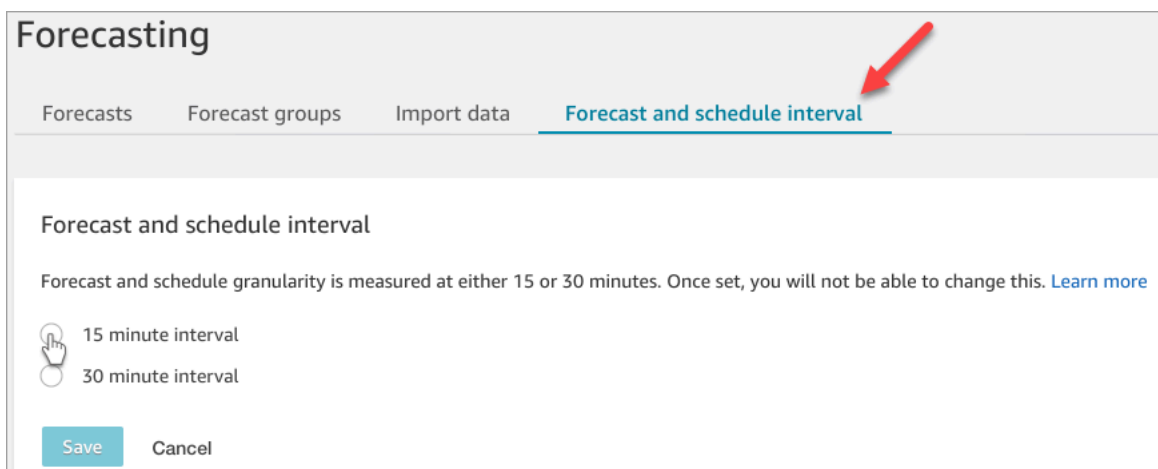 Forecasting
Forecasts Forecast groups Import data Forecast and schedule interval
Forecast and schedule interval
Forecast and schedule granularity is measured at either 15 or 30 minutes. Once set, you will not be able to change this. Learn more
15 minute interval
30 minute interval
Save Cancel